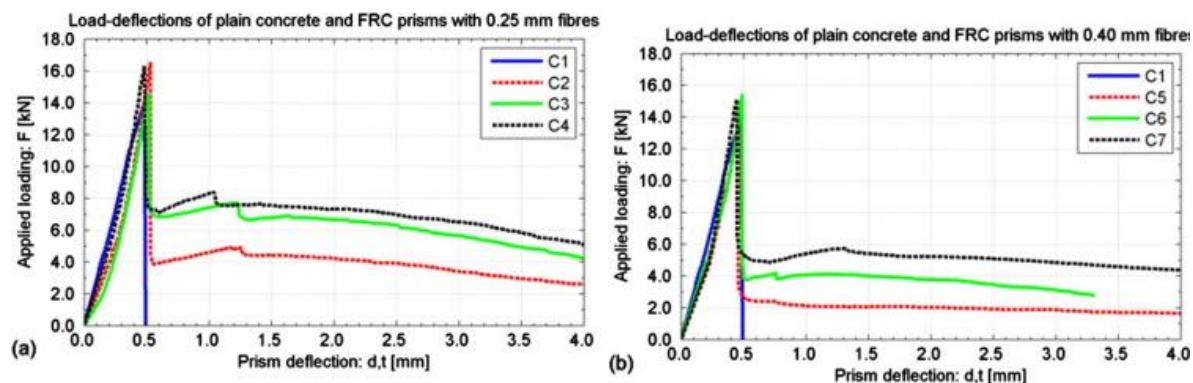 Load-deflections of plain concrete and FRC prisms with 0.25 mm fibres
18.0
16.0
14.0
12.0
10.0
8.0
6.0
4.0
2.0
0.0
Applied loading: F [kN]
C1
C2
C3
C4
0.0 0.5 1.0 1.5 2.0 2.5 3.0 3.5 4.0
Prism deflection: d,t [mm]
(a)
Load-deflections of plain concrete and FRC prisms with 0.40 mm fibres
18.0
16.0
14.0
12.0
10.0
8.0
6.0
4.0
2.0
0.0
Applied loading: F [kN]
C1
C5
C6
C7
0.0 0.5 1.0 1.5 2.0 2.5 3.0 3.5 4.0
Prism deflection: d,t [mm]
(b)